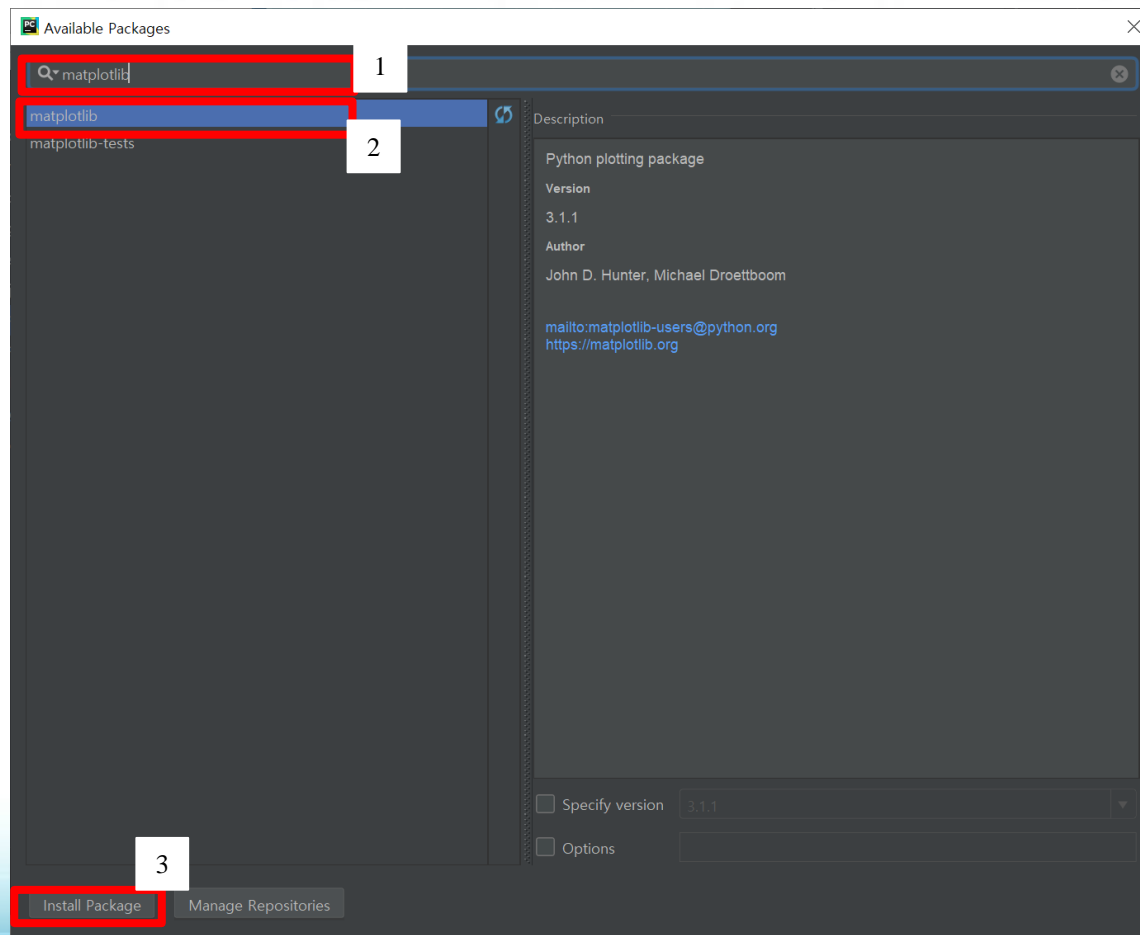 PC Available Packages
matplotlib
1
matplotlib
2
matplotlib-tests
Description
Python plotting package
Version
3.1.1
Author
John D. Hunter, Michael Droettboom
mailto:matplotlib-users@python.org
https://matplotlib.org
Specify version 3.1.1
Options
3
Install Package Manage Repositories